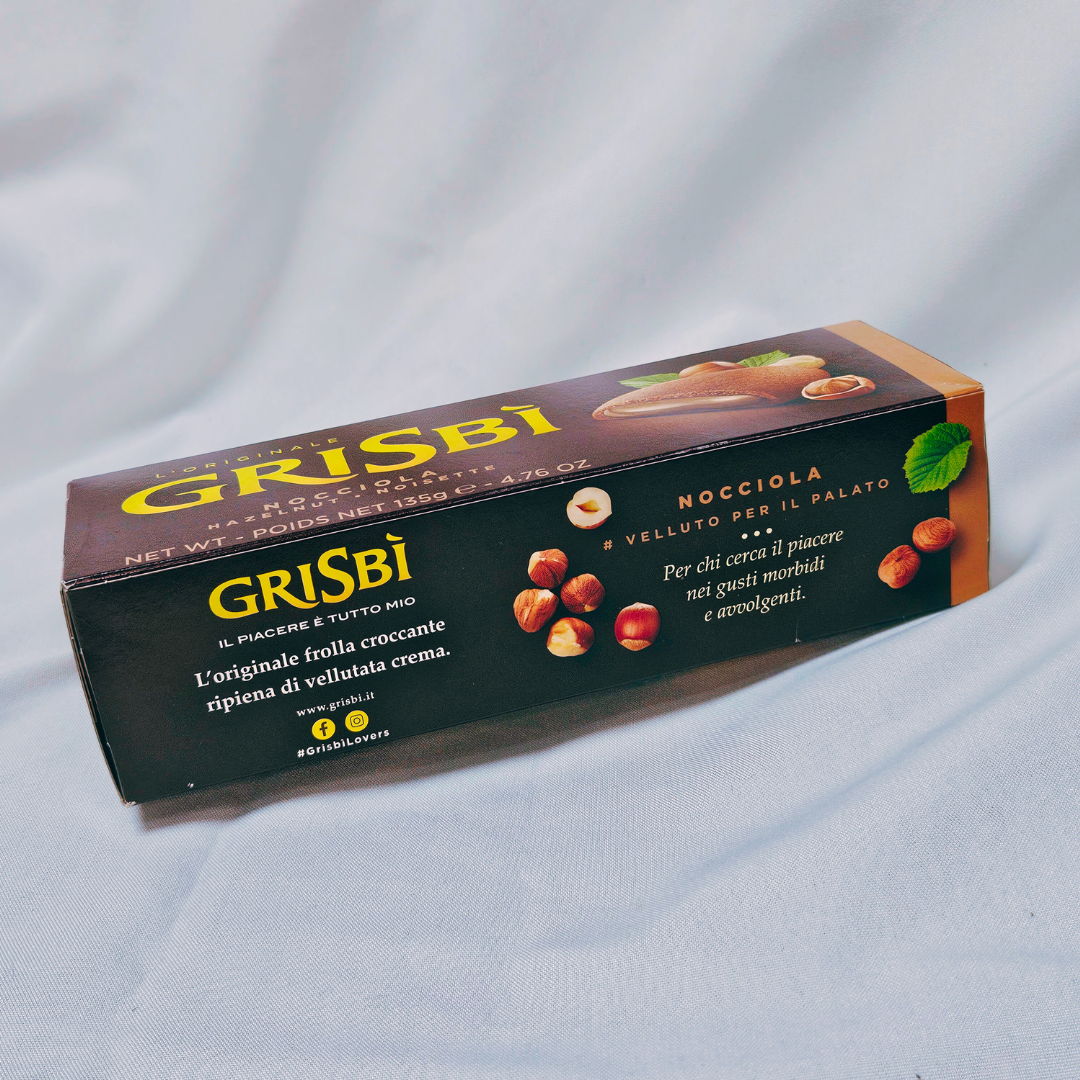 L'ORIGINALE
GRISBÌ
NOCCIOLA
HAZELNUT - NOISETTE
NET WT - POIDS NET 135g ℮ - 4.76 OZ
GRISBÌ
IL PIACERE È TUTTO MIO
L'originale frolla croccante
ripiena di vellutata crema.
www.grisbi.it
#GrisbìLovers
NOCCIOLA
# VELLUTO PER IL PALATO
•••
Per chi cerca il piacere
nei gusti morbidi
e avvolgenti.